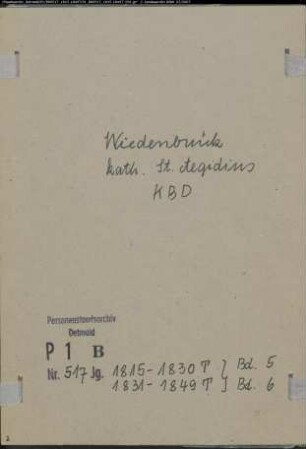 Wiedenbrück
kath. St. Aegidius
KBD
Personenstandsarchiv
Detmold
P 1 B
Nr. 517 Jg. 1815-1830 T } Bd. 5
1831-1849 T } Bd. 6
2